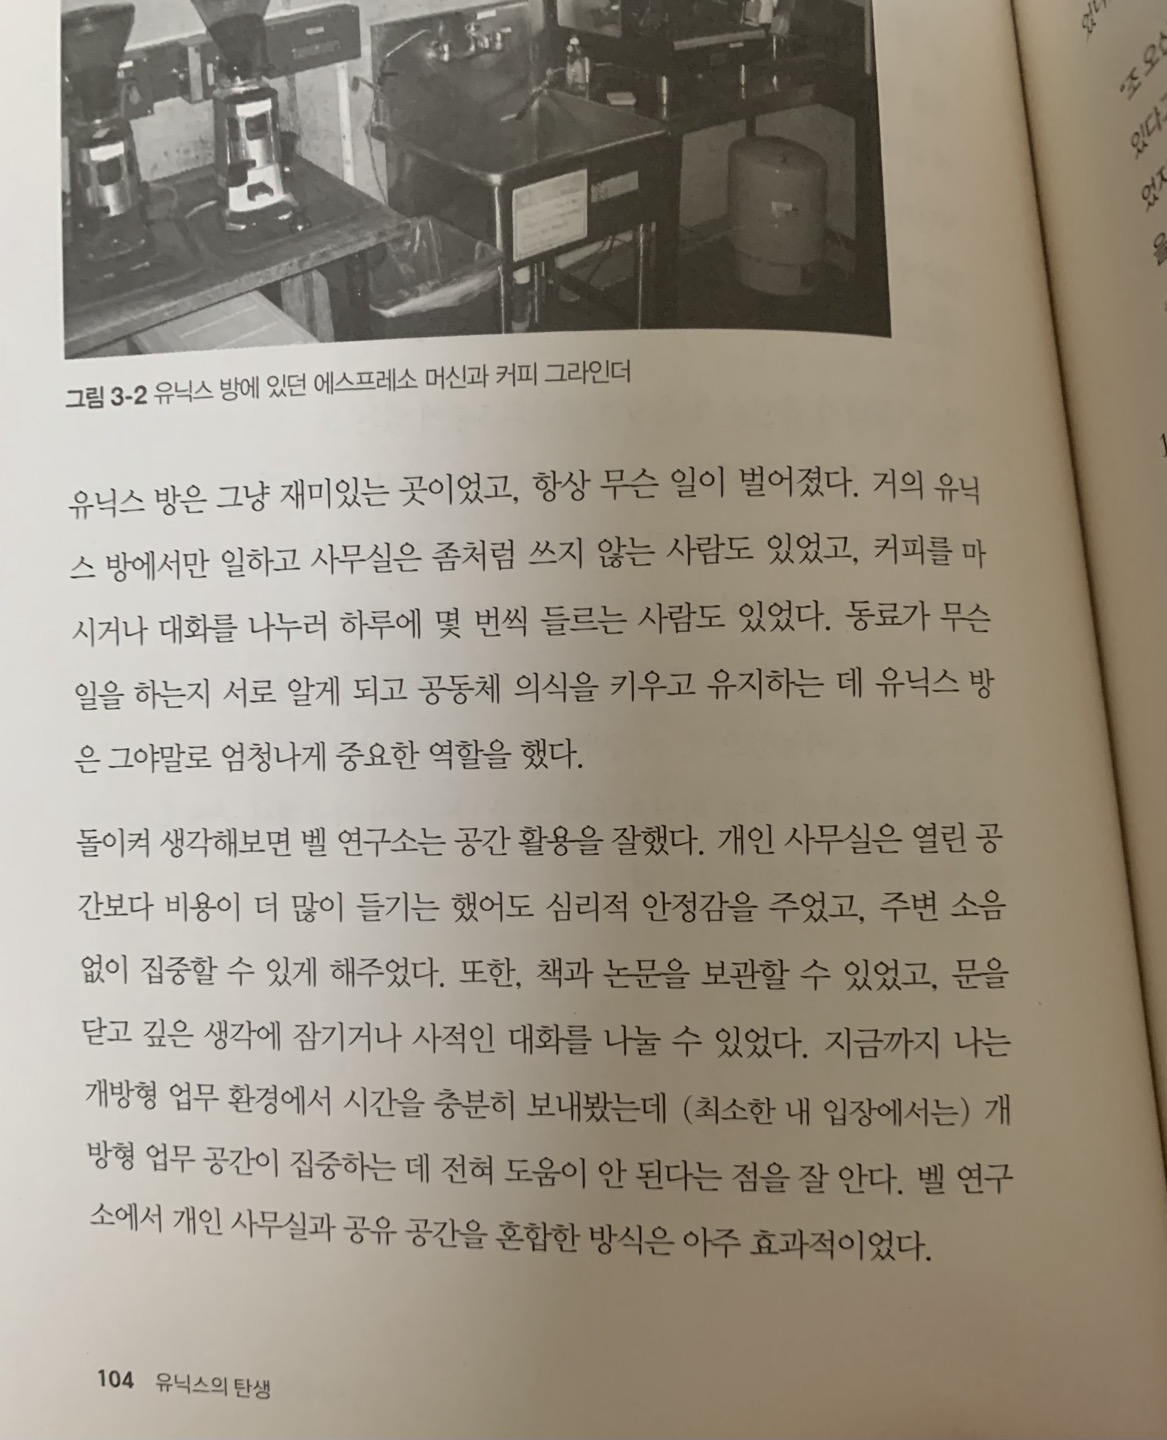 그림 3-2 유닉스 방에 있던 에스프레소 머신과 커피 그라인더
유닉스 방은 그냥 재미있는 곳이었고, 항상 무슨 일이 벌어졌다. 거의 유닉
스 방에서만 일하고 사무실은 좀처럼 쓰지 않는 사람도 있었고, 커피를 마
시거나 대화를 나누러 하루에 몇 번씩 들르는 사람도 있었다. 동료가 무슨
일을 하는지 서로 알게 되고 공동체 의식을 키우고 유지하는 데 유닉스 방
은 그야말로 엄청나게 중요한 역할을 했다.
돌이켜 생각해보면 벨 연구소는 공간 활용을 잘했다. 개인 사무실은 열린 공
간보다 비용이 더 많이 들기는 했어도 심리적 안정감을 주었고, 주변 소음
없이 집중할 수 있게 해주었다. 또한, 책과 논문을 보관할 수 있었고, 문을
닫고 깊은 생각에 잠기거나 사적인 대화를 나눌 수 있었다. 지금까지 나는
개방형 업무 환경에서 시간을 충분히 보내봤는데 (최소한 내 입장에서는) 개
방형 업무 공간이 집중하는 데 전혀 도움이 안 된다는 점을 잘 안다. 벨 연구
소에서 개인 사무실과 공유 공간을 혼합한 방식은 아주 효과적이었다.
104 유닉스의 탄생